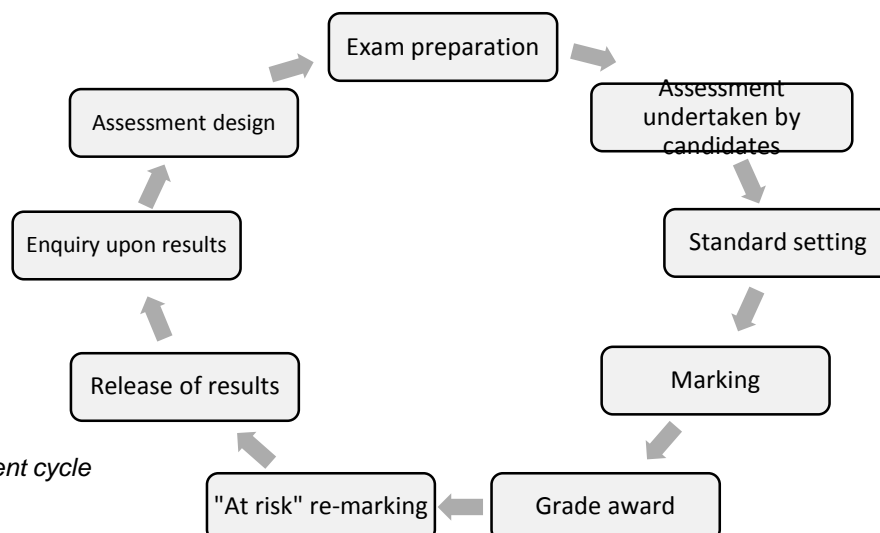 Exam preparation
Assessment
undertaken by
candidates
Standard setting
Marking
Grade award
"At risk" re-marking
Release of results
Enquiry upon results
Assessment design
cycle